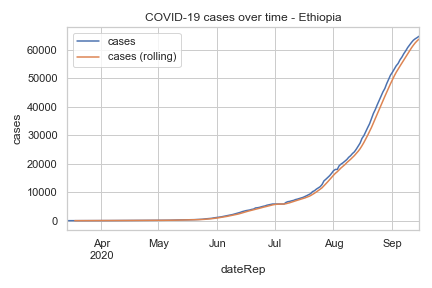 COVID-19 cases over time - Ethiopia
cases
cases (rolling)
60000
50000
40000
30000
20000
10000
0
cases
Apr
2020
May
Jun
Jul
Aug
Sep
dateRep